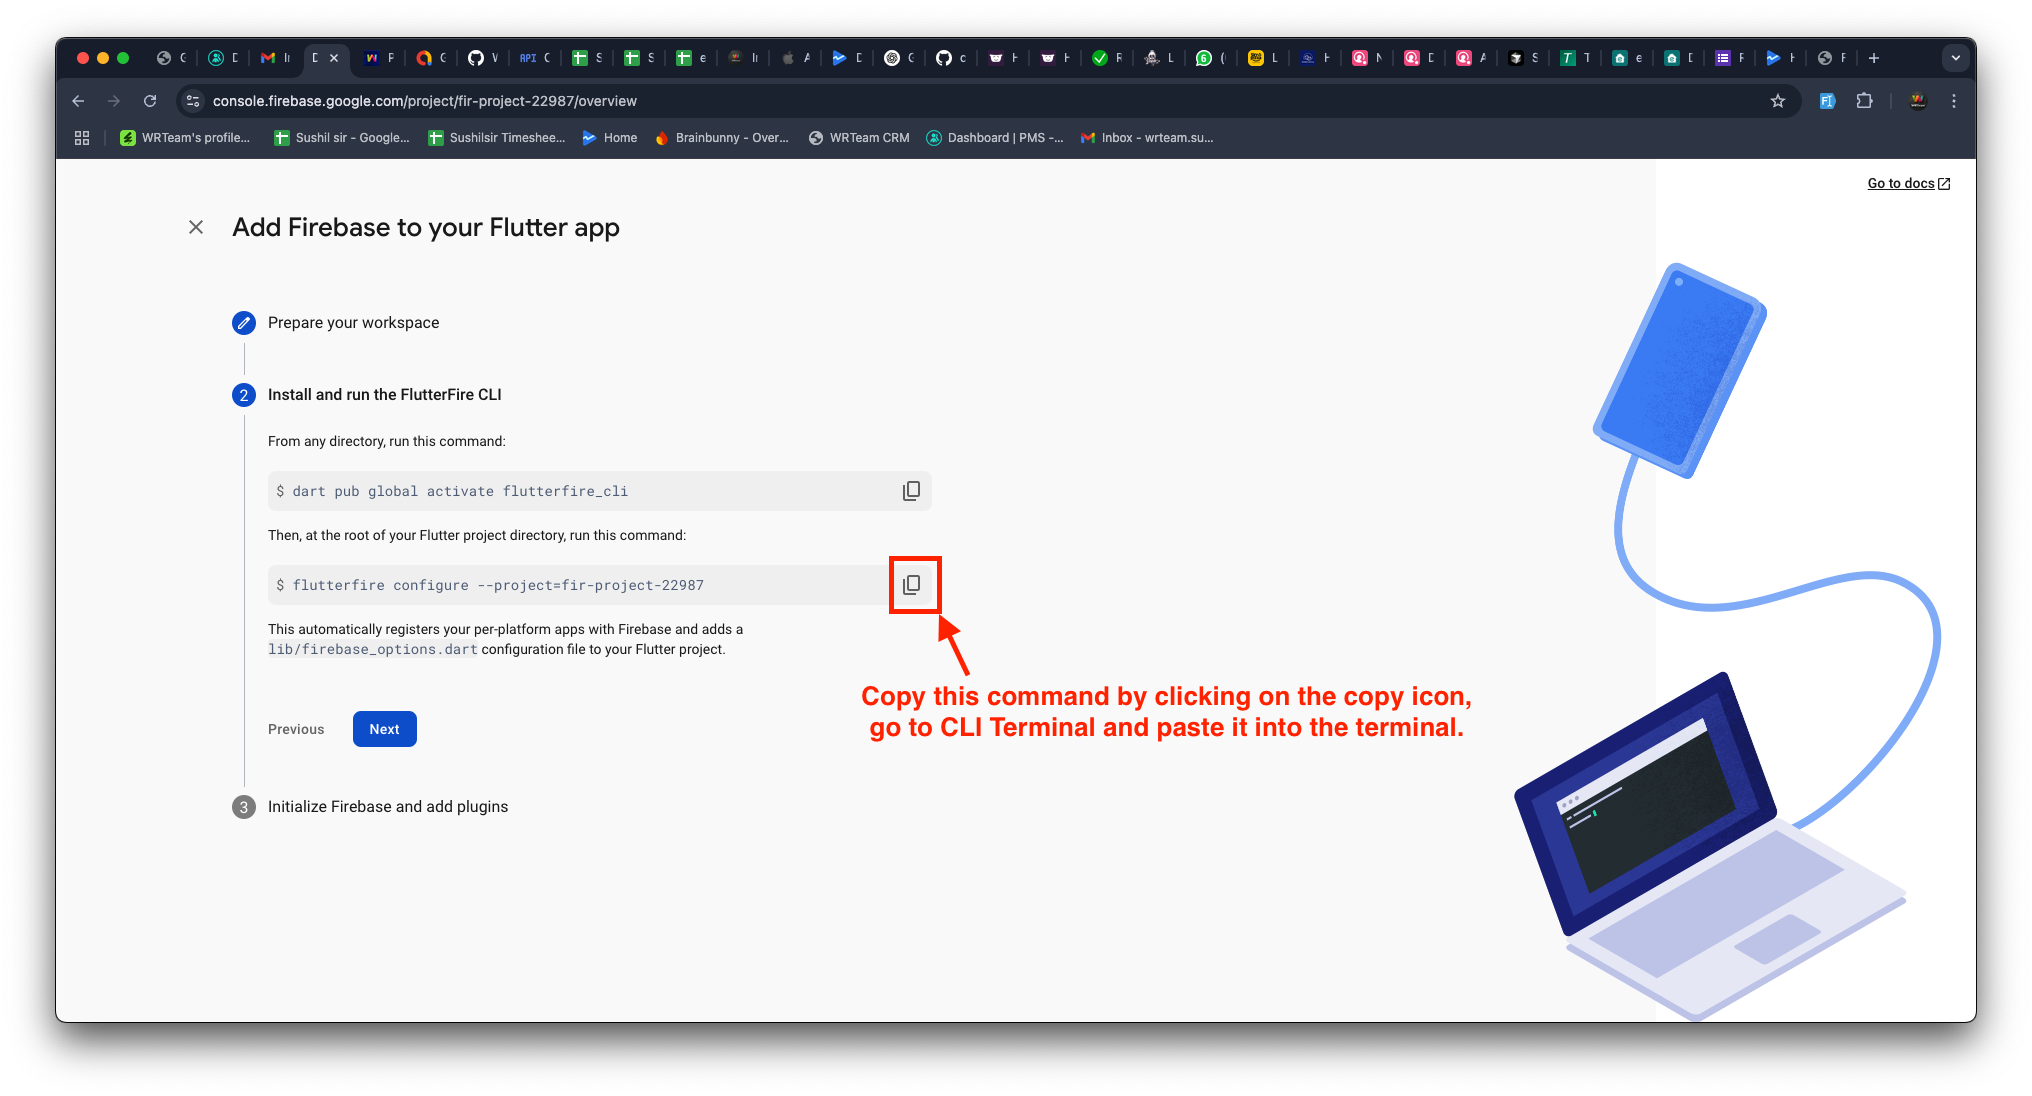 console.firebase.google.com/project/fir-project-22987/overview
WRTeam's profile...
Sushil sir - Google...
Sushilsir Timeshee...
Home
Brainbunny - Over...
WRTeam CRM
Dashboard | PMS -...
Inbox - wrteam.su...
Go to docs
Add Firebase to your Flutter app
Prepare your workspace
2 Install and run the FlutterFire CLI
From any directory, run this command:
$ dart pub global activate flutterfire_cli
Then, at the root of your Flutter project directory, run this command:
$ flutterfire configure --project=fir-project-22987
This automatically registers your per-platform apps with Firebase and adds a
lib/firebase_options.dart configuration file to your Flutter project.
Copy this command by clicking on the copy icon,
go to CLI Terminal and paste it into the terminal.
Previous
Next
3 Initialize Firebase and add plugins